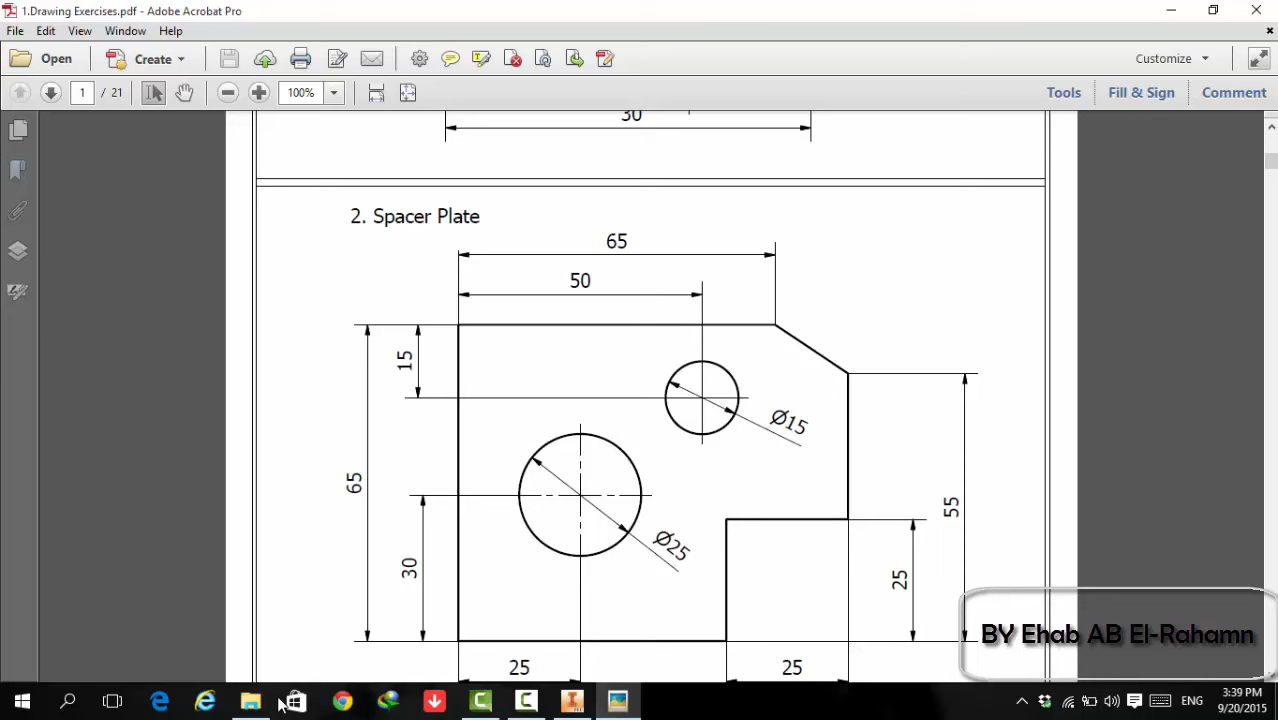 1.Drawing Exercises.pdf - Adobe Acrobat Pro
File Edit View Window Help
Open Create Customize
1 / 21 100% Tools Fill & Sign Comment
30
2. Spacer Plate
65
50
15
Ø15
65
55
Ø25
30
25
BY Ehab AB El-Rahamn
25 25
ENG 3:39 PM
9/20/2015